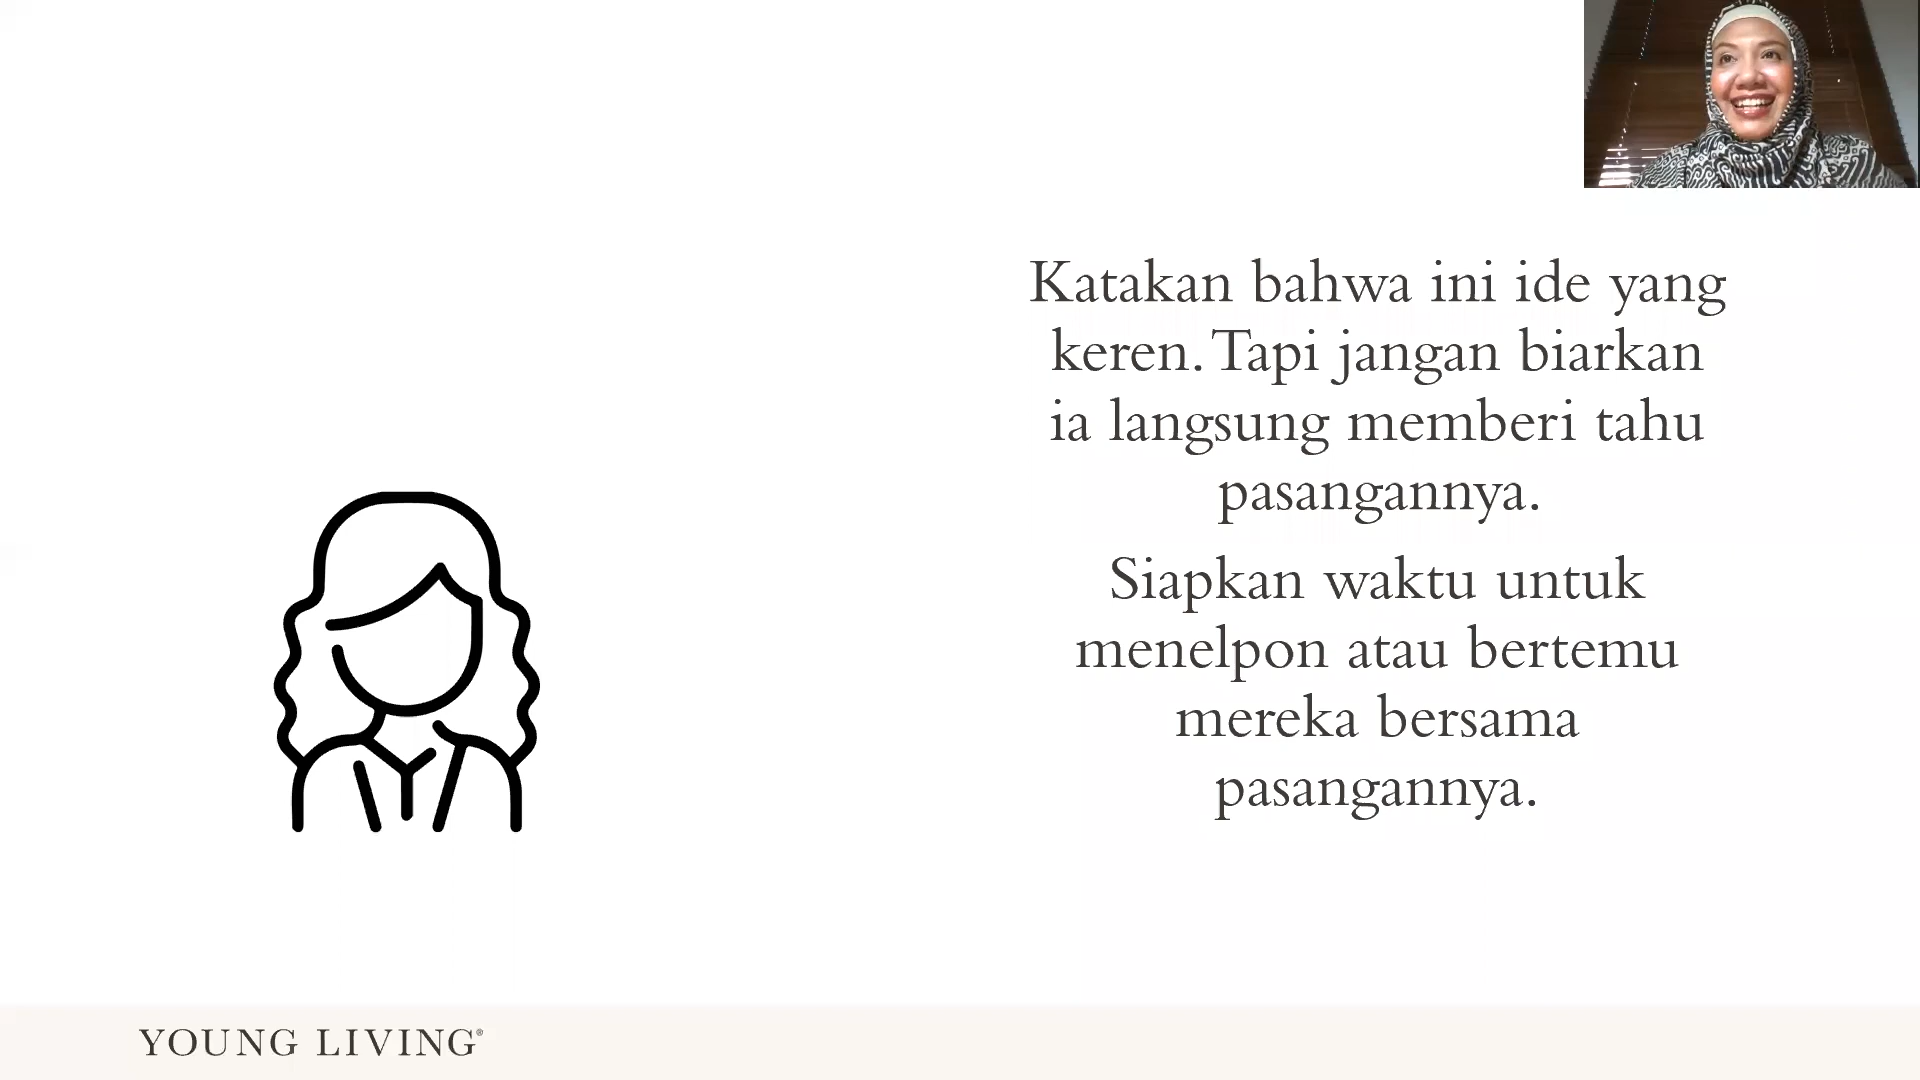 Katakan bahwa ini ide yang
keren. Tapi jangan biarkan
ia langsung memberi tahu
pasangannya.
Siapkan waktu untuk
menelpon atau bertemu
mereka bersama
pasangannya.
YOUNG LIVING®